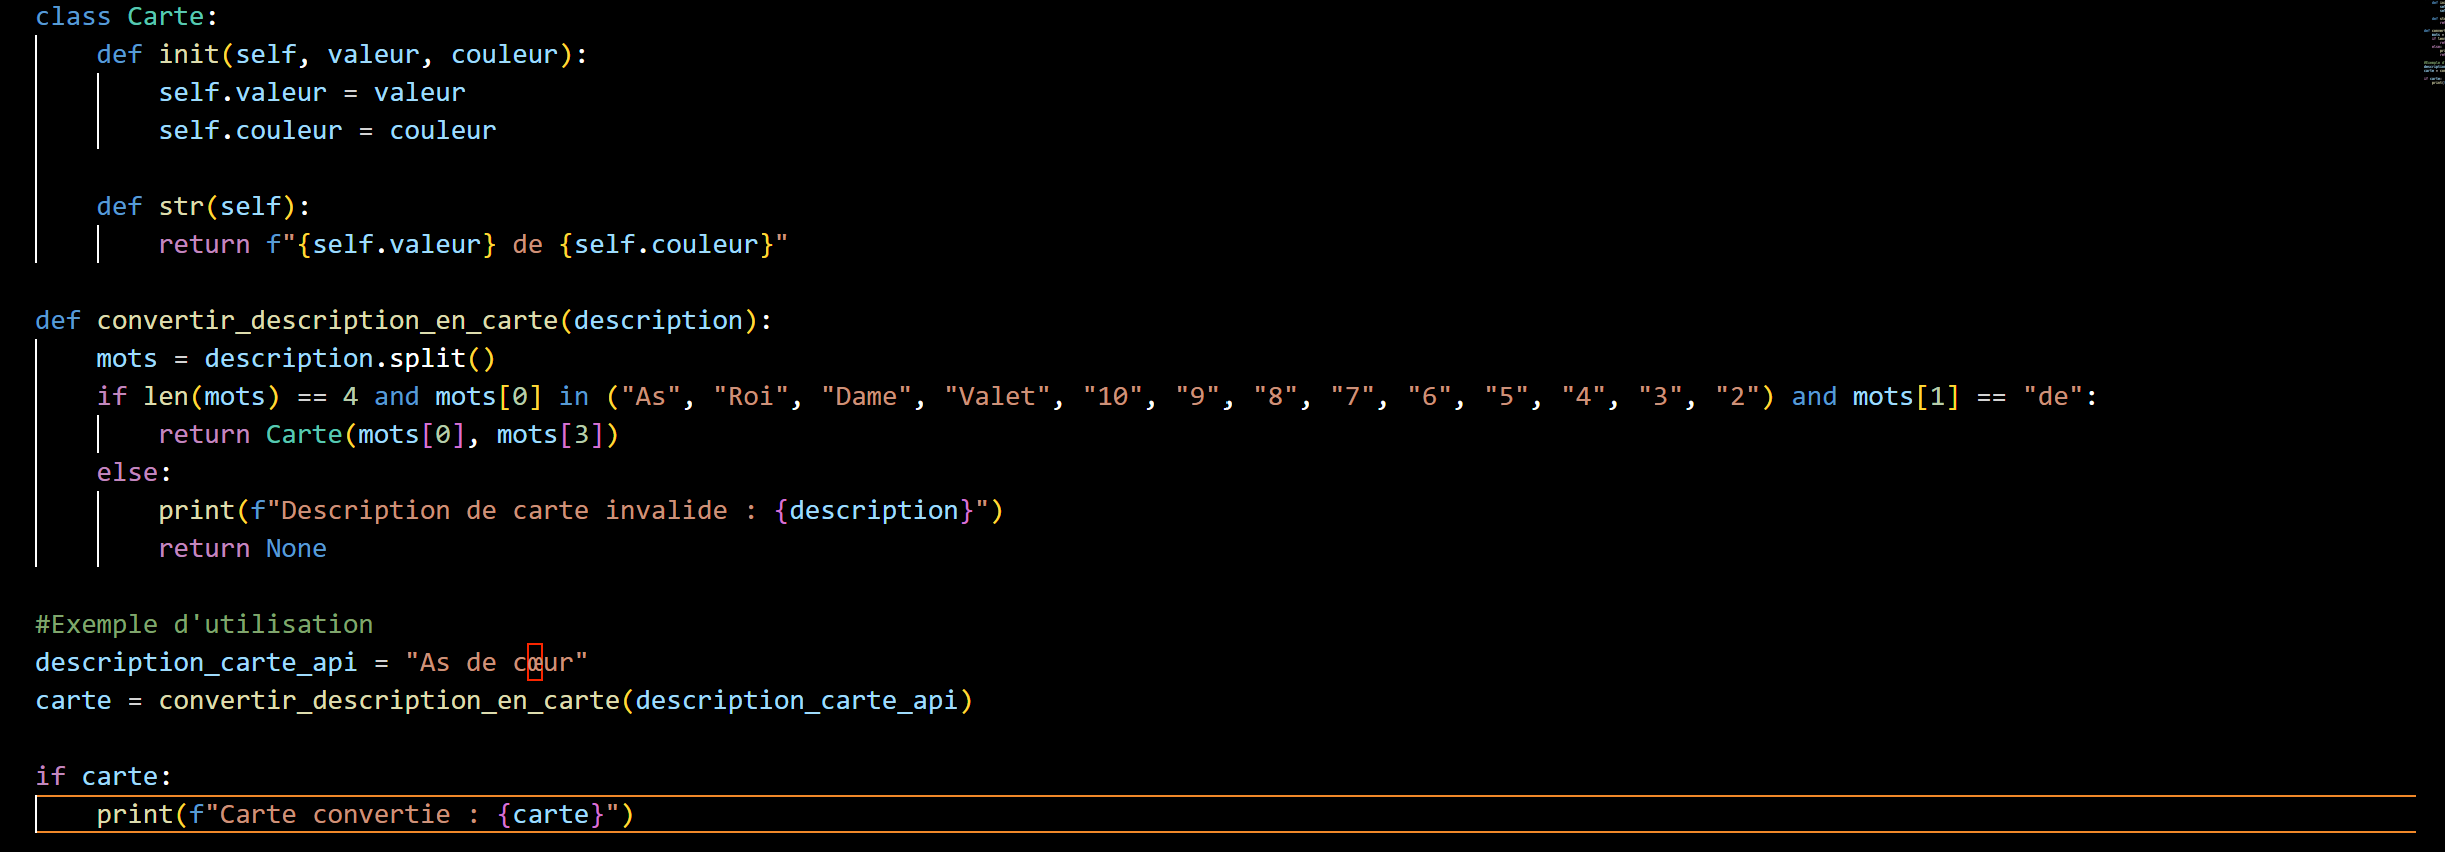 class Carte:
    def init(self, valeur, couleur):
        self.valeur = valeur
        self.couleur = couleur

    def str(self):
        return f"{self.valeur} de {self.couleur}"

def convertir_description_en_carte(description):
    mots = description.split()
    if len(mots) == 4 and mots[0] in ("As", "Roi", "Dame", "Valet", "10", "9", "8", "7", "6", "5", "4", "3", "2") and mots[1] == "de":
        return Carte(mots[0], mots[3])
    else:
        print(f"Description de carte invalide : {description}")
        return None

#Exemple d'utilisation
description_carte_api = "As de cœur"
carte = convertir_description_en_carte(description_carte_api)

if carte:
    print(f"Carte convertie : {carte}")